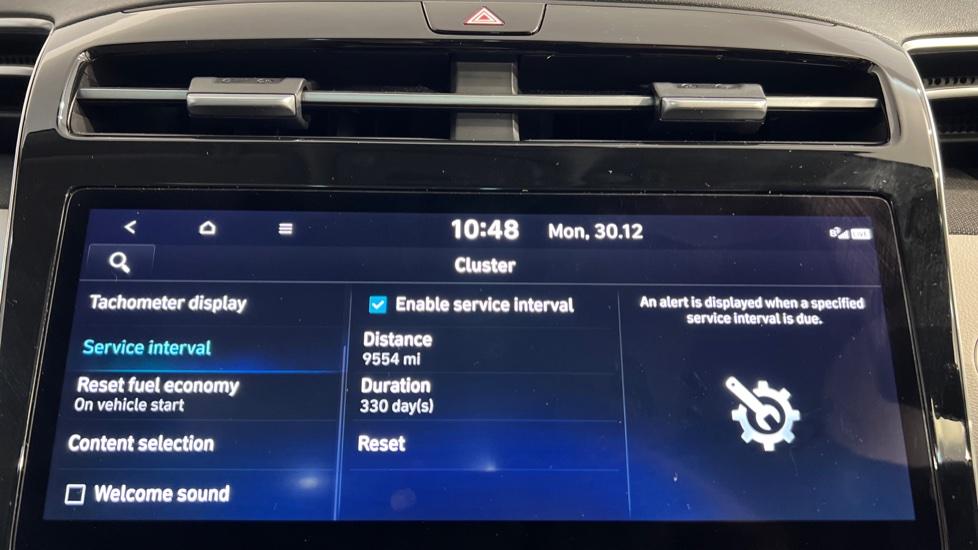 10:48 Mon, 30.12
LIVE
Cluster
Tachometer display
Service interval
Reset fuel economy
On vehicle start
Content selection
Welcome sound
Enable service interval
Distance
9554 mi
Duration
330 day(s)
Reset
An alert is displayed when a specified
service interval is due.